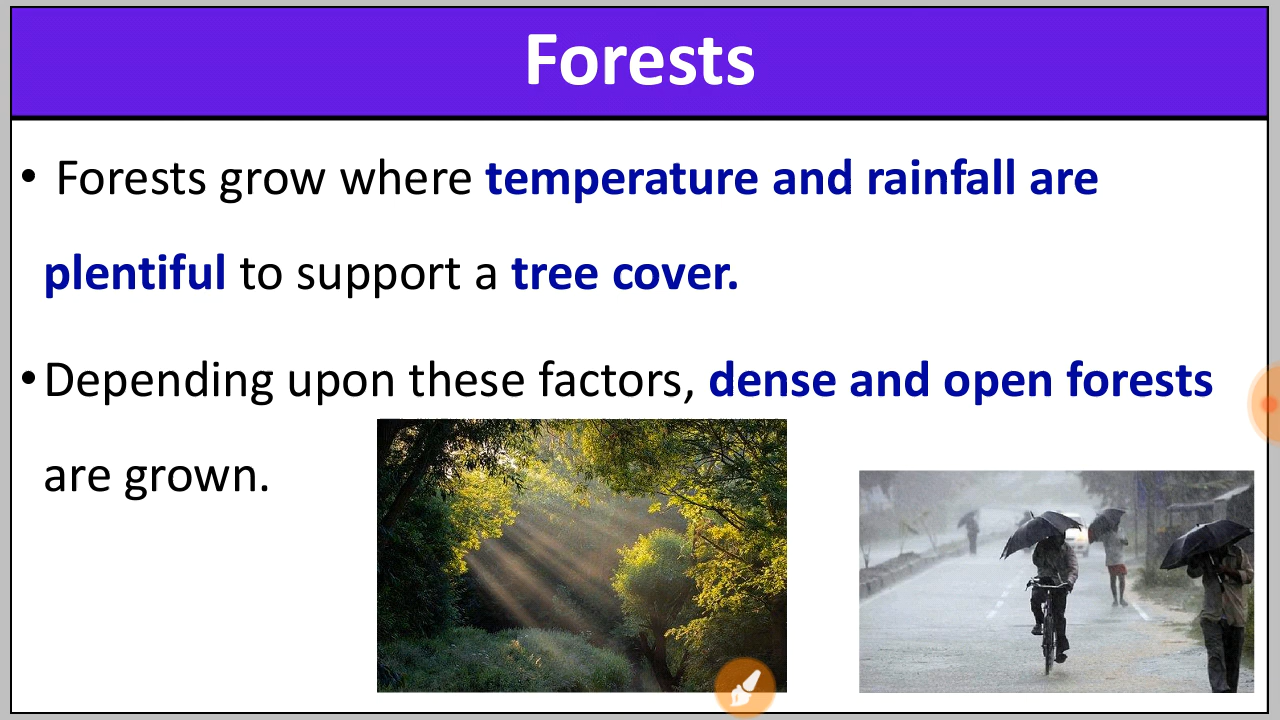 Forests
• Forests grow where temperature and rainfall are
plentiful to support a tree cover.
• Depending upon these factors, dense and open forests
are grown.